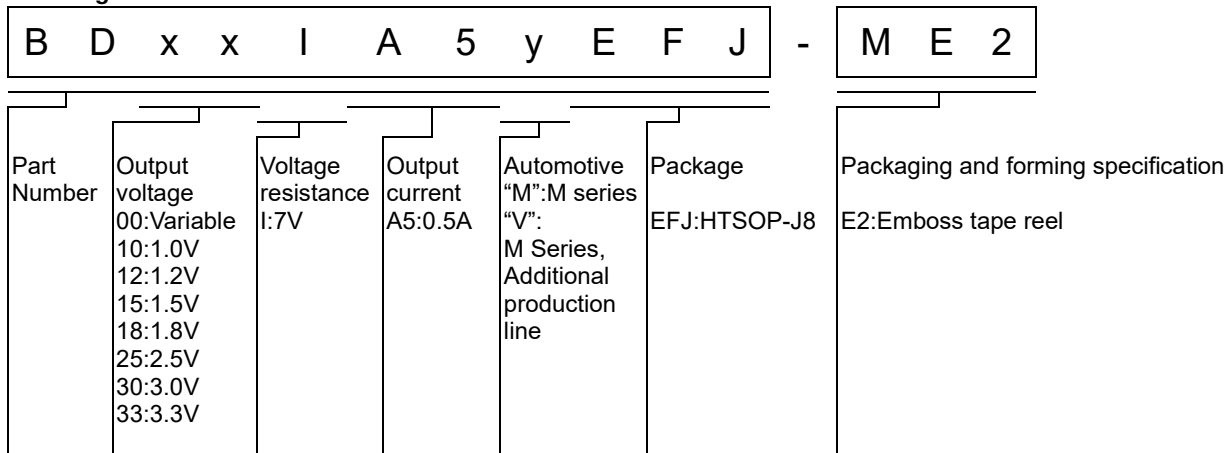 B D x x I A 5 y E F J - M E 2
Part Number
Output voltage
00:Variable
10:1.0V
12:1.2V
15:1.5V
18:1.8V
25:2.5V
30:3.0V
33:3.3V
Voltage resistance
I:7V
Output current
A5:0.5A
Automotive
“M”:M series
“V”:
M Series,
Additional
production
line
Package
EFJ:HTSOP-J8
Packaging and forming specification
E2:Emboss tape reel